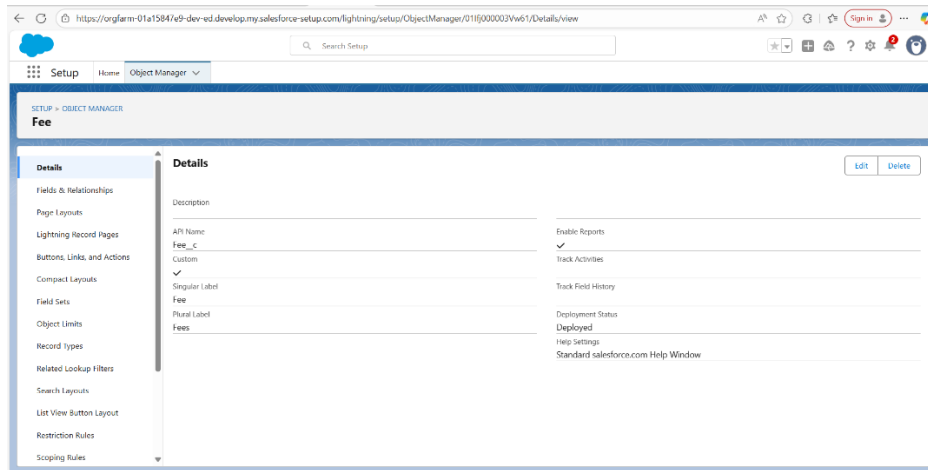 https://orgfarm-01a15847e9-dev-ed.develop.my.salesforce-setup.com/lightning/setup/ObjectManager/01Ifj000003Vw61/Details/view
Sign in
Search Setup
2
Setup Home Object Manager
SETUP > OBJECT MANAGER
Fee
Details
Fields & Relationships
Page Layouts
Lightning Record Pages
Buttons, Links, and Actions
Compact Layouts
Field Sets
Object Limits
Record Types
Related Lookup Filters
Search Layouts
List View Button Layout
Restriction Rules
Scoping Rules
Details
Edit Delete
Description
API Name
Fee__c
Custom
Singular Label
Fee
Plural Label
Fees
Enable Reports
Track Activities
Track Field History
Deployment Status
Deployed
Help Settings
Standard salesforce.com Help Window